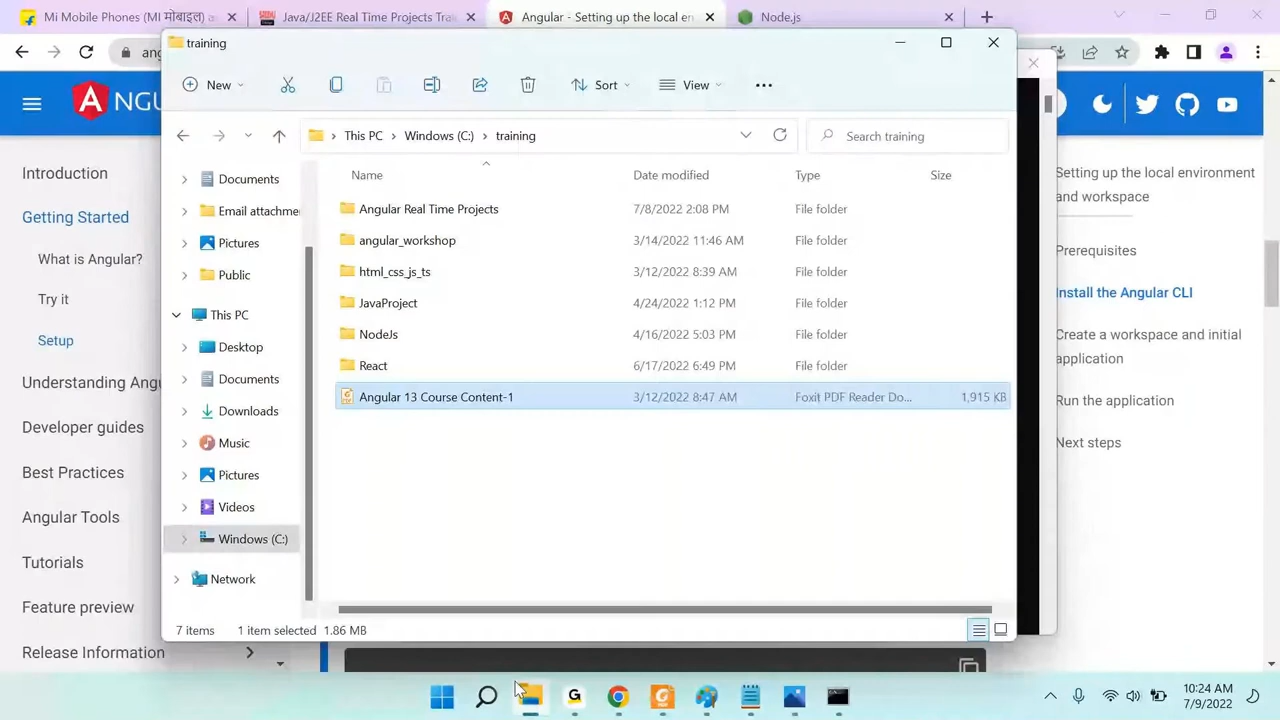 Mi Mobile Phones (MI मोबाइल)
Java/J2EE Real Time Projects Trai
Angular - Setting up the local en
Node.js
training
New
Sort
View
This PC
Windows (C:)
training
Search training
Name
Date modified
Type
Size
Angular Real Time Projects
7/8/2022 2:08 PM
File folder
angular_workshop
3/14/2022 11:46 AM
File folder
html_css_js_ts
3/12/2022 8:39 AM
File folder
JavaProject
4/24/2022 1:12 PM
File folder
NodeJs
4/16/2022 5:03 PM
File folder
React
6/17/2022 6:49 PM
File folder
Angular 13 Course Content-1
3/12/2022 8:47 AM
Foxit PDF Reader Do...
1,915 KB
Documents
Email attachme
Pictures
Public
This PC
Desktop
Documents
Downloads
Music
Pictures
Videos
Windows (C:)
Network
7 items
1 item selected
1.86 MB
Introduction
Getting Started
What is Angular?
Try it
Setup
Understanding Angu
Developer guides
Best Practices
Angular Tools
Tutorials
Feature preview
Release Information
Setting up the local environment
and workspace
Prerequisites
Install the Angular CLI
Create a workspace and initial
application
Run the application
Next steps
10:24 AM
7/9/2022